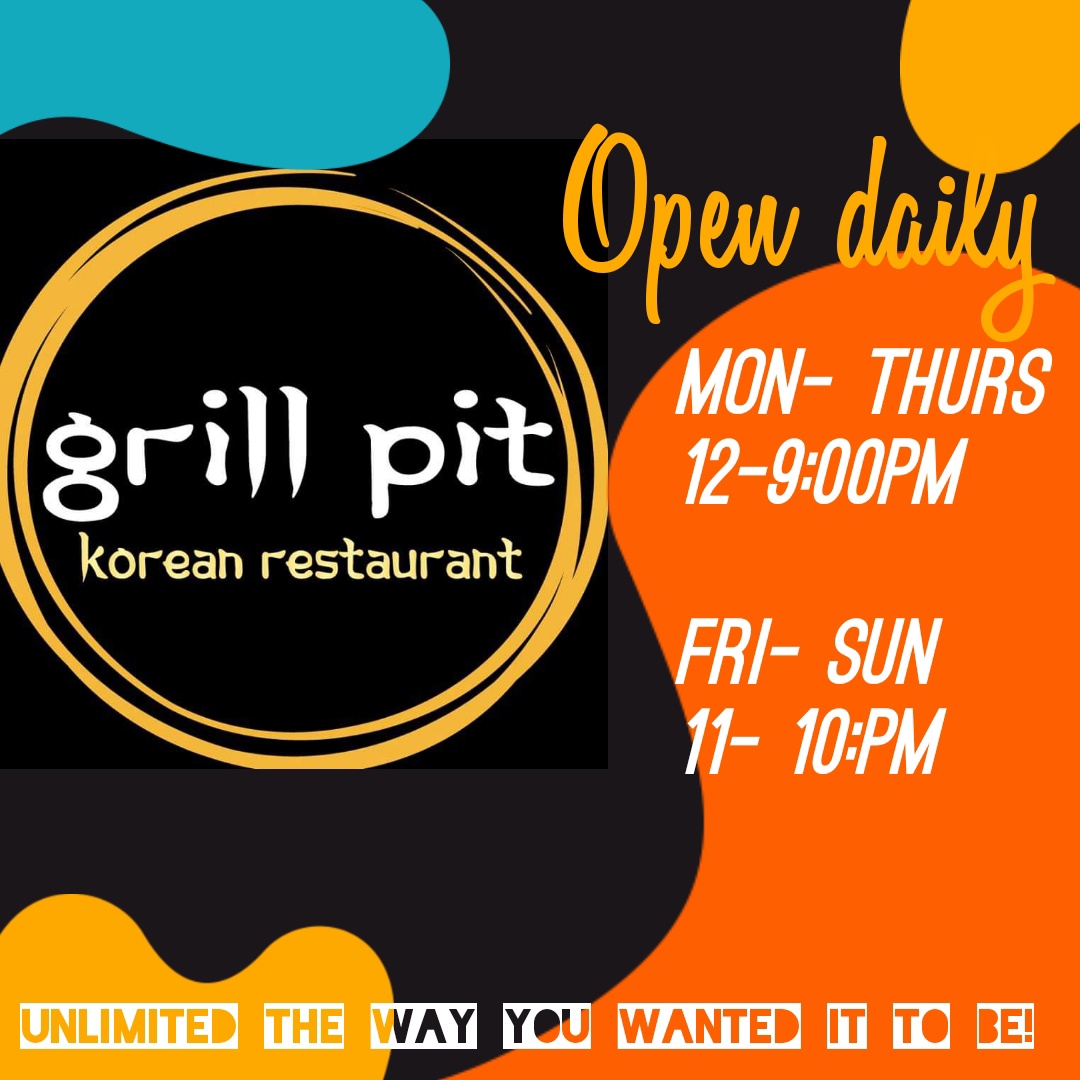 Open daily
MON- THURS
12-9:00PM
FRI- SUN
11- 10:PM
grill pit
korean restaurant
UNLIMITED THE WAY YOU WANTED IT TO BE!